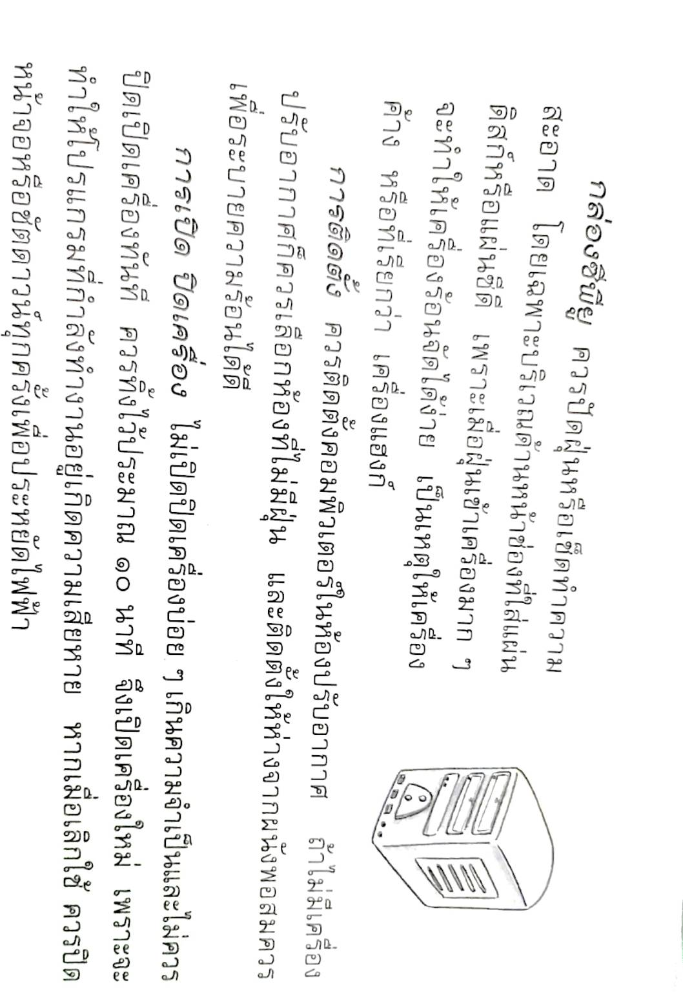 กล่องซีพียู ควรปัดฝุ่นหรือเช็ดทำความ
สะอาด โดยเฉพาะบริเวณด้านหน้าช่องที่ใส่แผ่น
ดิสก์หรือแผ่นซีดี เพราะเมื่อฝุ่นเข้าเครื่องมาก ๆ
จะทำให้เครื่องร้อนจัดได้ง่าย เป็นเหตุให้เครื่อง
ค้าง หรือที่เรียกว่า เครื่องแฮงก์
การติดตั้ง ควรติดตั้งคอมพิวเตอร์ในห้องปรับอากาศ ถ้าไม่มีเครื่อง
ปรับอากาศก็ควรเลือกห้องที่ไม่มีฝุ่น และติดตั้งให้ห่างจากผนังพอสมควร
เพื่อระบายความร้อนได้ดี
การเปิด ปิดเครื่อง ไม่เปิดปิดเครื่องบ่อย ๆ เกินความจำเป็นและไม่ควร
ปิดเปิดเครื่องทันที ควรทิ้งไว้ประมาณ ๑๐ นาที จึงเปิดเครื่องใหม่ เพราะจะ
ทำให้โปรแกรมที่กำลังทำงานอยู่เกิดความเสียหาย หากเมื่อเลิกใช้ ควรปิด
หน้าจอหรือชัตดาวน์ทุกครั้งเพื่อประหยัดไฟฟ้า